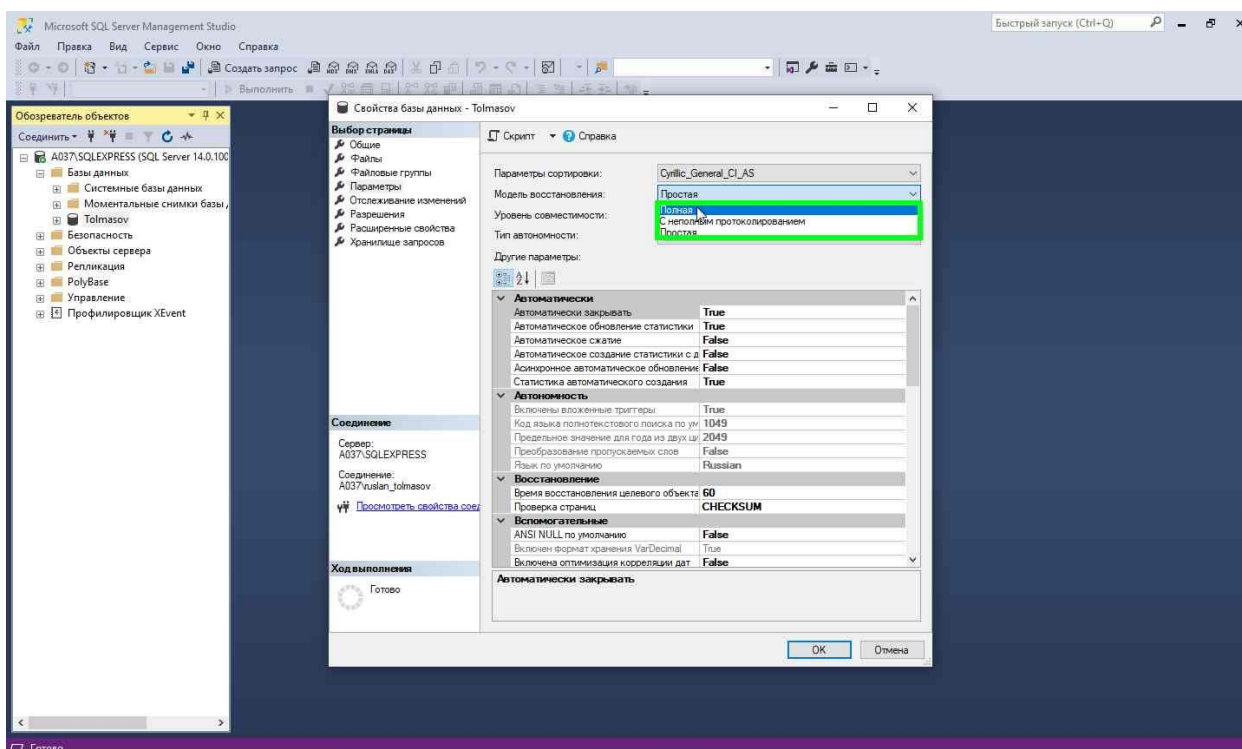 Microsoft SQL Server Management Studio
Быстрый запуск (Ctrl+Q)
Файл Правка Вид Сервис Окно Справка
Создать запрос
Выполнить
Обозреватель объектов
Соединить
A037\SQLEXPRESS (SQL Server 14.0.100
Базы данных
Системные базы данных
Моментальные снимки базы
Tolmasov
Безопасность
Объекты сервера
Репликация
PolyBase
Управление
Профилировщик XEvent
Свойства базы данных - Tolmasov
Выбор страницы
Общие
Файлы
Файловые группы
Параметры
Отслеживание изменений
Разрешения
Расширенные свойства
Хранилище запросов
Соединение
Сервер:
A037\SQLEXPRESS
Соединение:
A037\ruslan_tolmasov
Просмотреть свойства соед
Ход выполнения
Готово
Скрипт Справка
Параметры сортировки: Cyrillic_General_CI_AS
Модель восстановления: Простая
Полная
Уровень совместимости:
С неполным протоколированием
Простая
Тип автономности:
Другие параметры:
Автоматически
Автоматически закрывать True
Автоматическое обновление статистики True
Автоматическое сжатие False
Автоматическое создание статистики с д False
Асинхронное автоматическое обновление False
Статистика автоматического создания True
Автономность
Включены вложенные триггеры True
Код языка полнотекстового поиска по ум 1049
Предельное значение для года из двух ци 2049
Преобразование пропускаемых слов False
Язык по умолчанию Russian
Восстановление
Время восстановления целевого объекта 60
Проверка страниц CHECKSUM
Вспомогательные
ANSI NULL по умолчанию False
Включен формат хранения VarDecimal True
Включена оптимизация корреляции дат False
Автоматически закрывать
OK Отмена
Готово